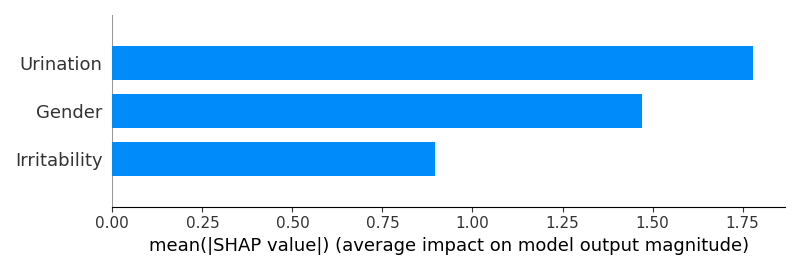 Urination
Gender
Irritability
0.00 0.25 0.50 0.75 1.00 1.25 1.50 1.75
mean(|SHAP value|) (average impact on model output magnitude)